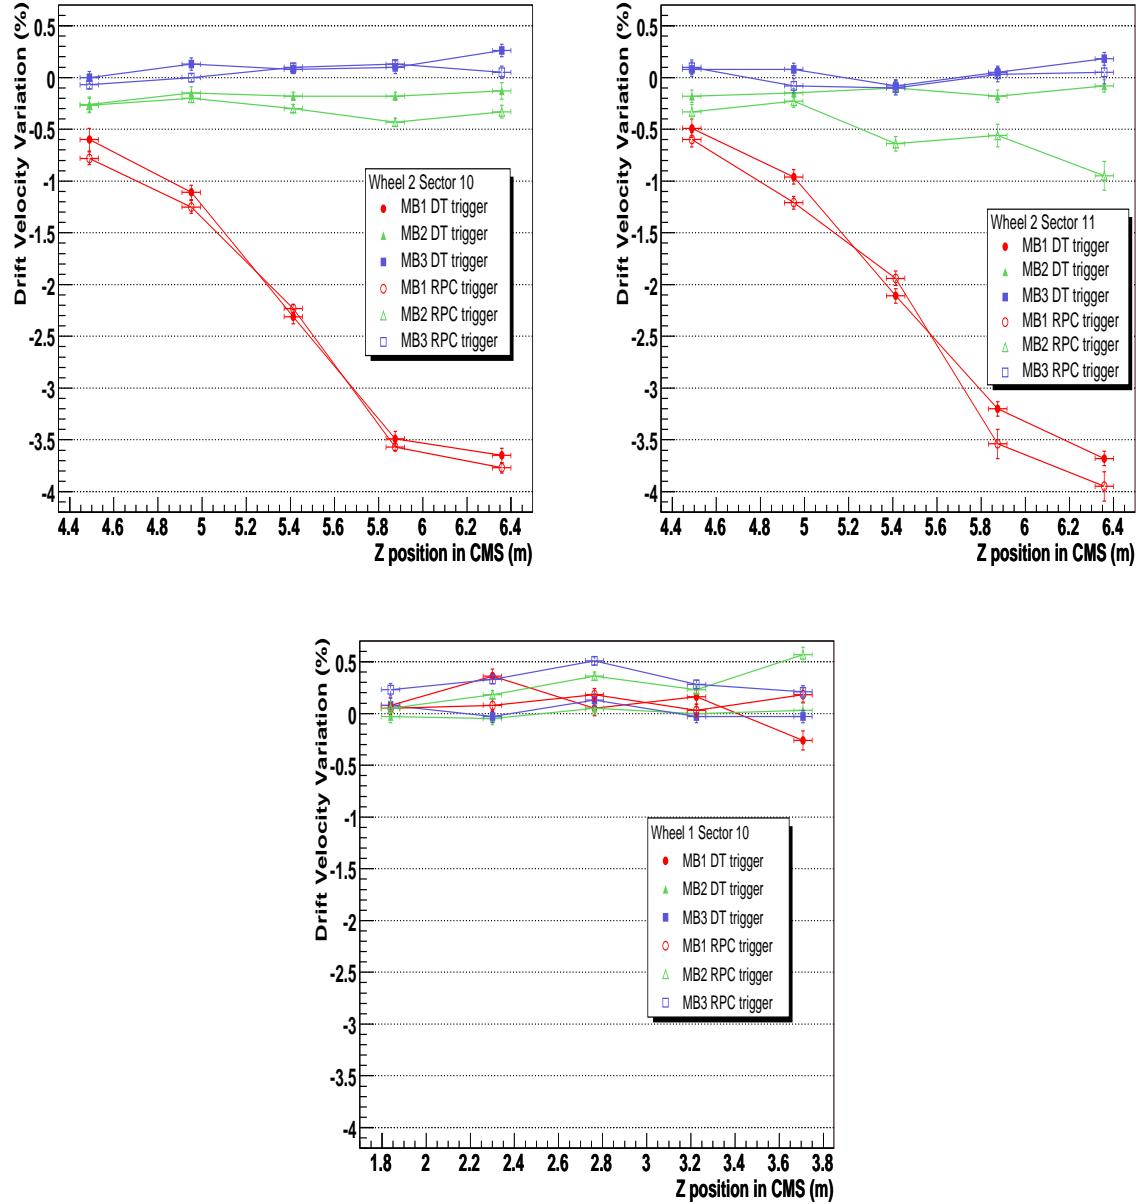 Drift Velocity Variation (%)
0.5
0
-0.5
-1
-1.5
-2
-2.5
-3
-3.5
-4
Wheel 2 Sector 10
MB1 DT trigger
MB2 DT trigger
MB3 DT trigger
MB1 RPC trigger
MB2 RPC trigger
MB3 RPC trigger
4.4 4.6 4.8 5 5.2 5.4 5.6 5.8 6 6.2 6.4
Z position in CMS (m)
Drift Velocity Variation (%)
0.5
0
-0.5
-1
-1.5
-2
-2.5
-3
-3.5
-4
Wheel 2 Sector 11
MB1 DT trigger
MB2 DT trigger
MB3 DT trigger
MB1 RPC trigger
MB2 RPC trigger
MB3 RPC trigger
4.4 4.6 4.8 5 5.2 5.4 5.6 5.8 6 6.2 6.4
Z position in CMS (m)
Drift Velocity Variation (%)
0.5
0
-0.5
-1
-1.5
-2
-2.5
-3
-3.5
-4
Wheel 1 Sector 10
MB1 DT trigger
MB2 DT trigger
MB3 DT trigger
MB1 RPC trigger
MB2 RPC trigger
MB3 RPC trigger
1.8 2 2.2 2.4 2.6 2.8 3 3.2 3.4 3.6 3.8
Z position in CMS (m)